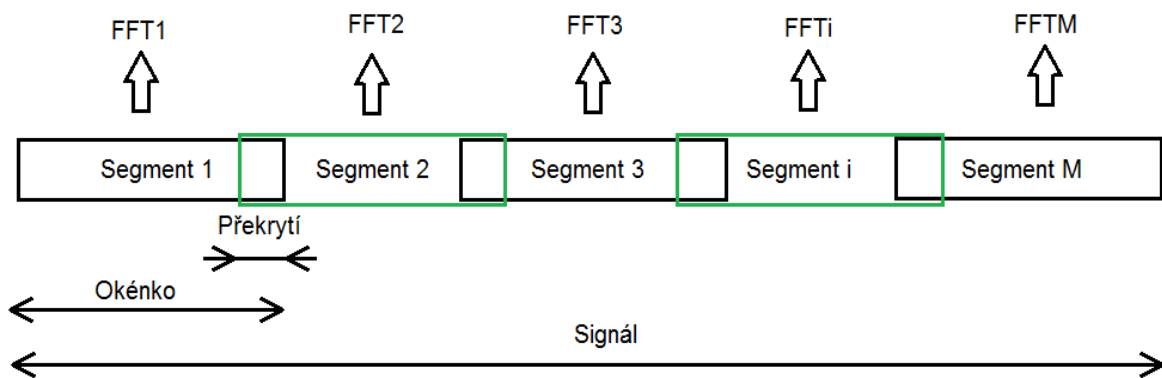 FFT1 FFT2 FFT3 FFTi FFTM
Segment 1 Segment 2 Segment 3 Segment i Segment M
Překrytí
Okénko
Signál